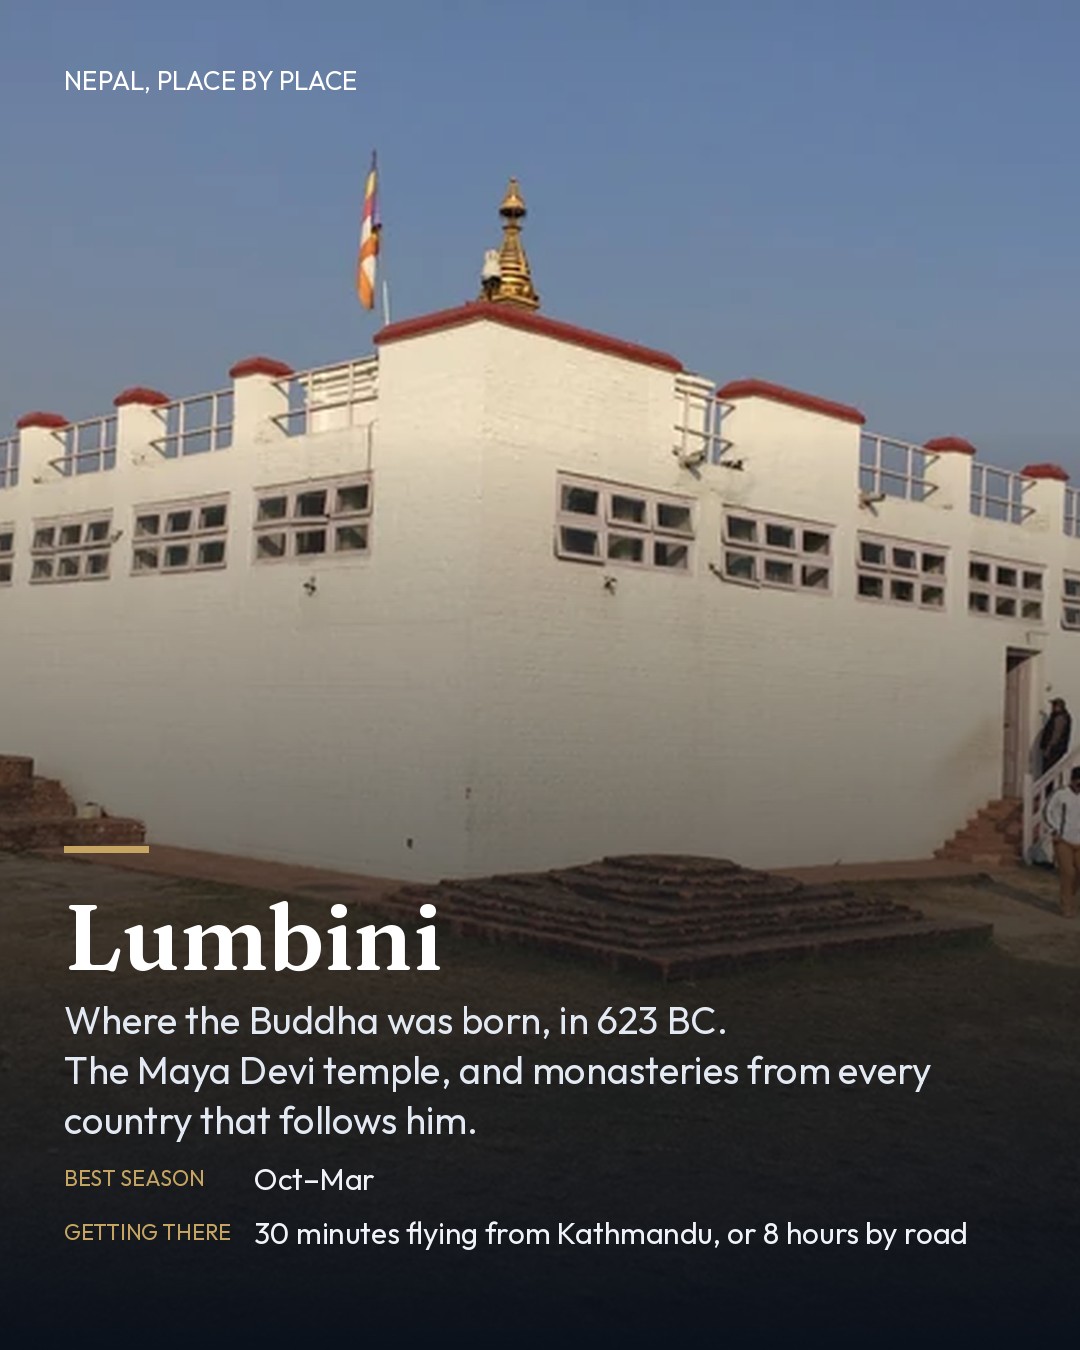 NEPAL, PLACE BY PLACE
Lumbini
Where the Buddha was born, in 623 BC.
The Maya Devi temple, and monasteries from every
country that follows him.
BEST SEASON Oct–Mar
GETTING THERE 30 minutes flying from Kathmandu, or 8 hours by road